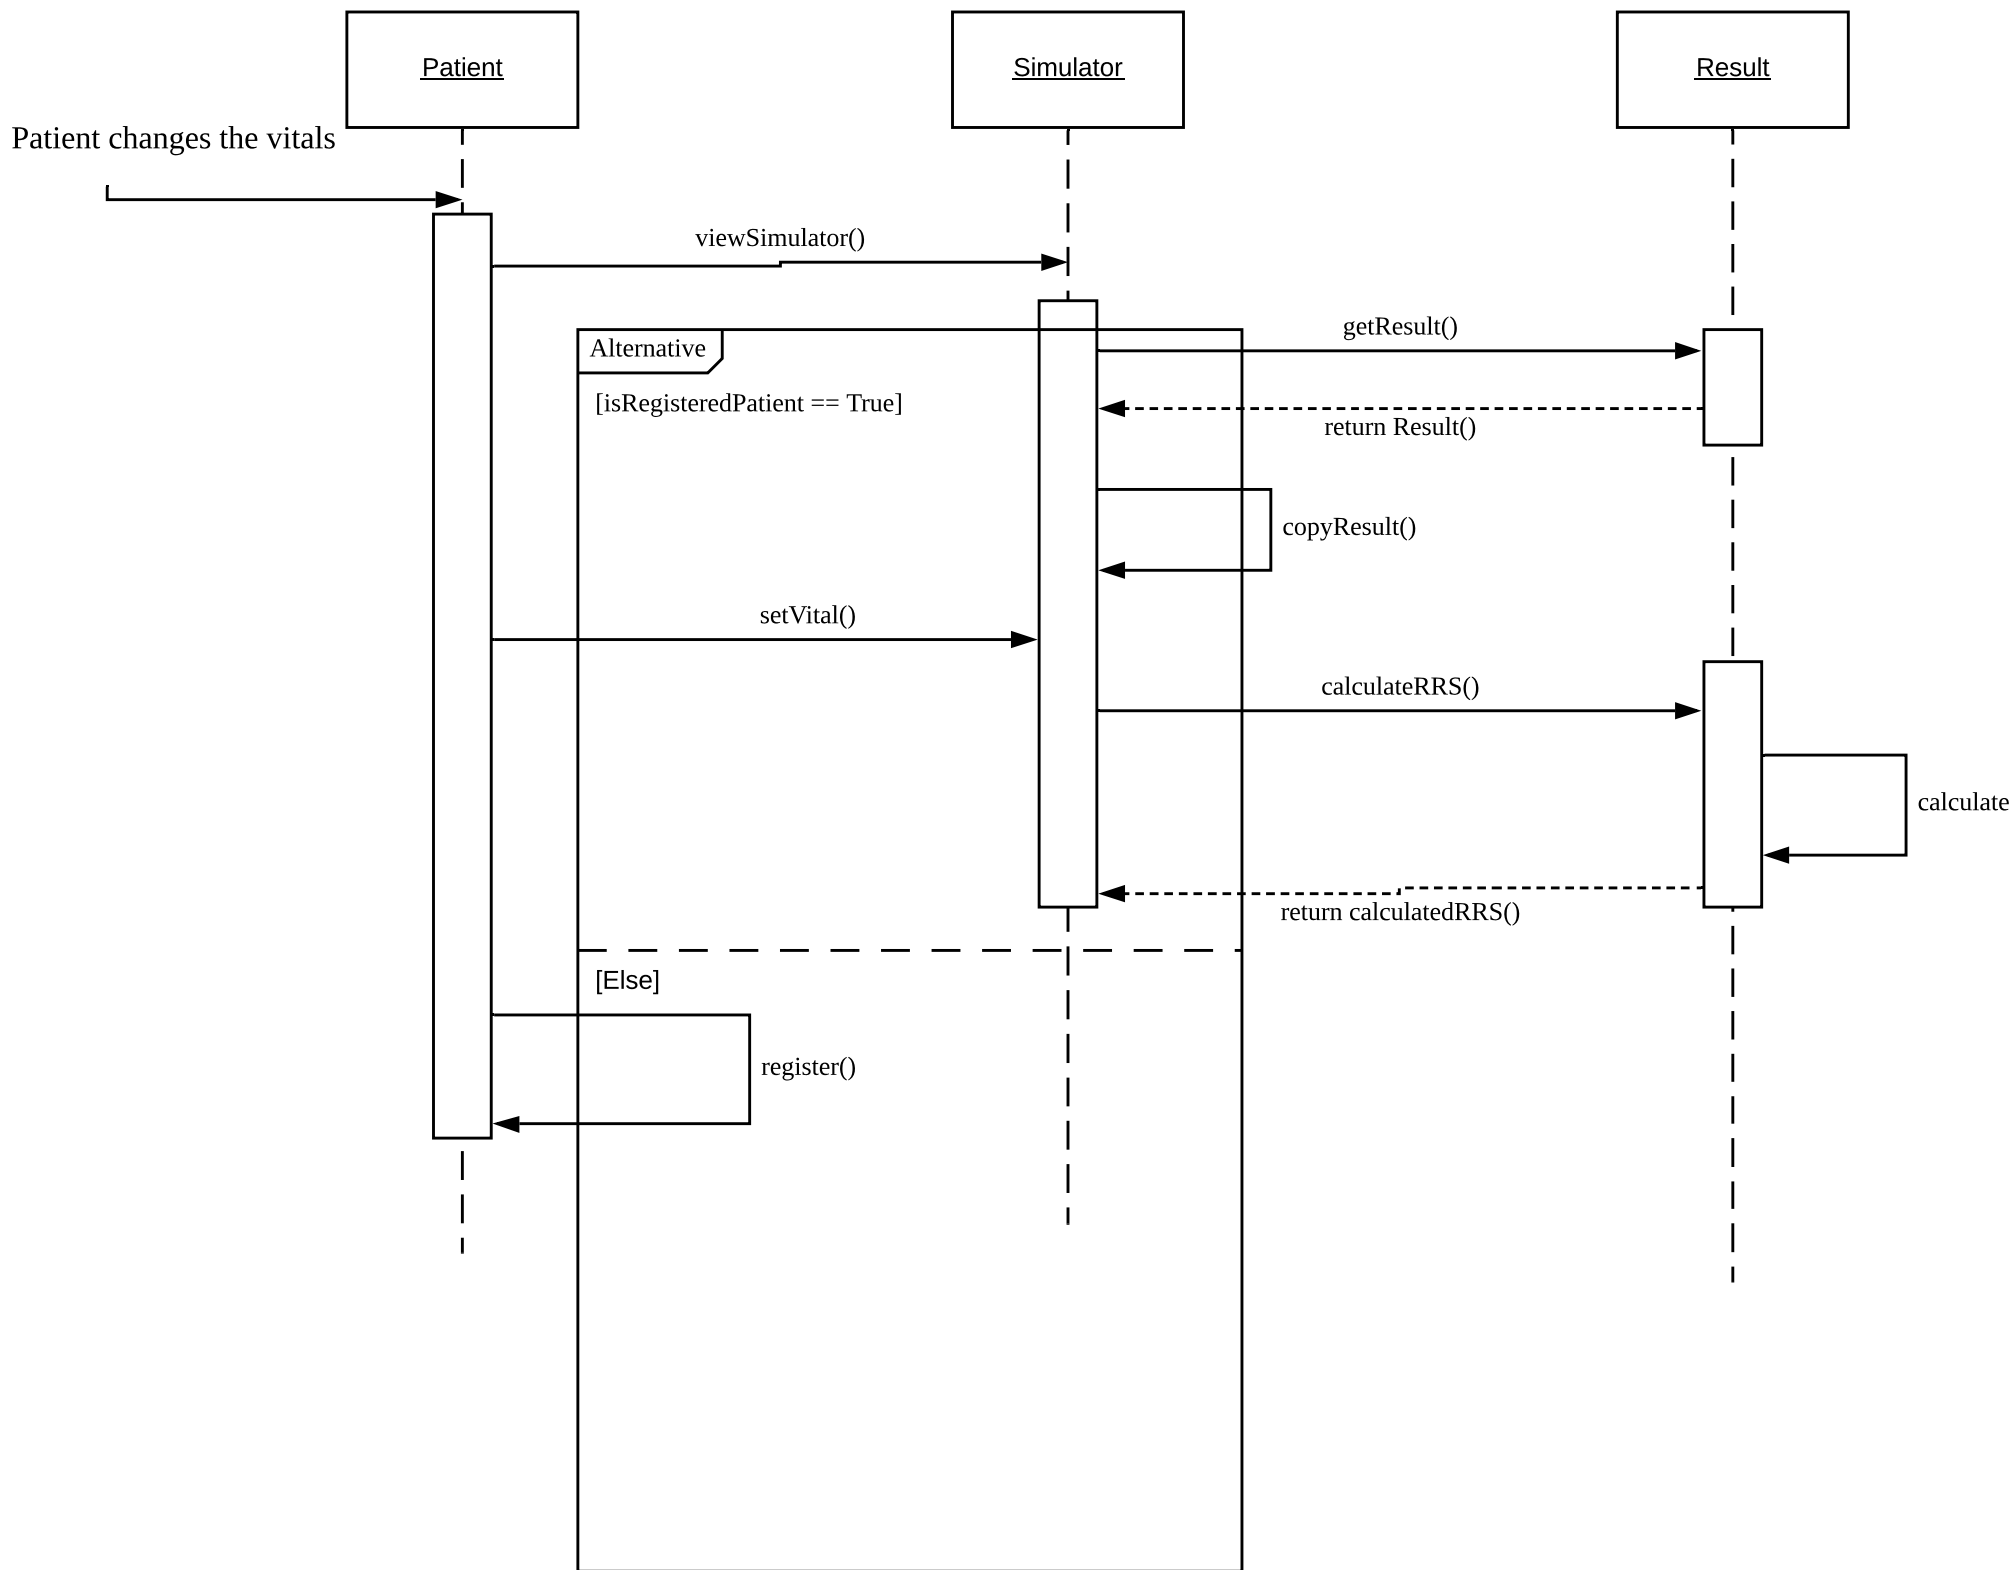 Patient
Simulator
Result
Patient changes the vitals
viewSimulator()
getResult()
Alternative
[isRegisteredPatient == True]
return Result()
copyResult()
setVital()
calculateRRS()
calculate
return calculatedRRS()
[Else]
register()